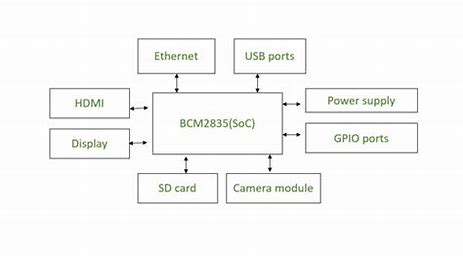 Ethernet
USB ports
HDMI
Power supply
BCM2835(SoC)
Display
GPIO ports
SD card
Camera module